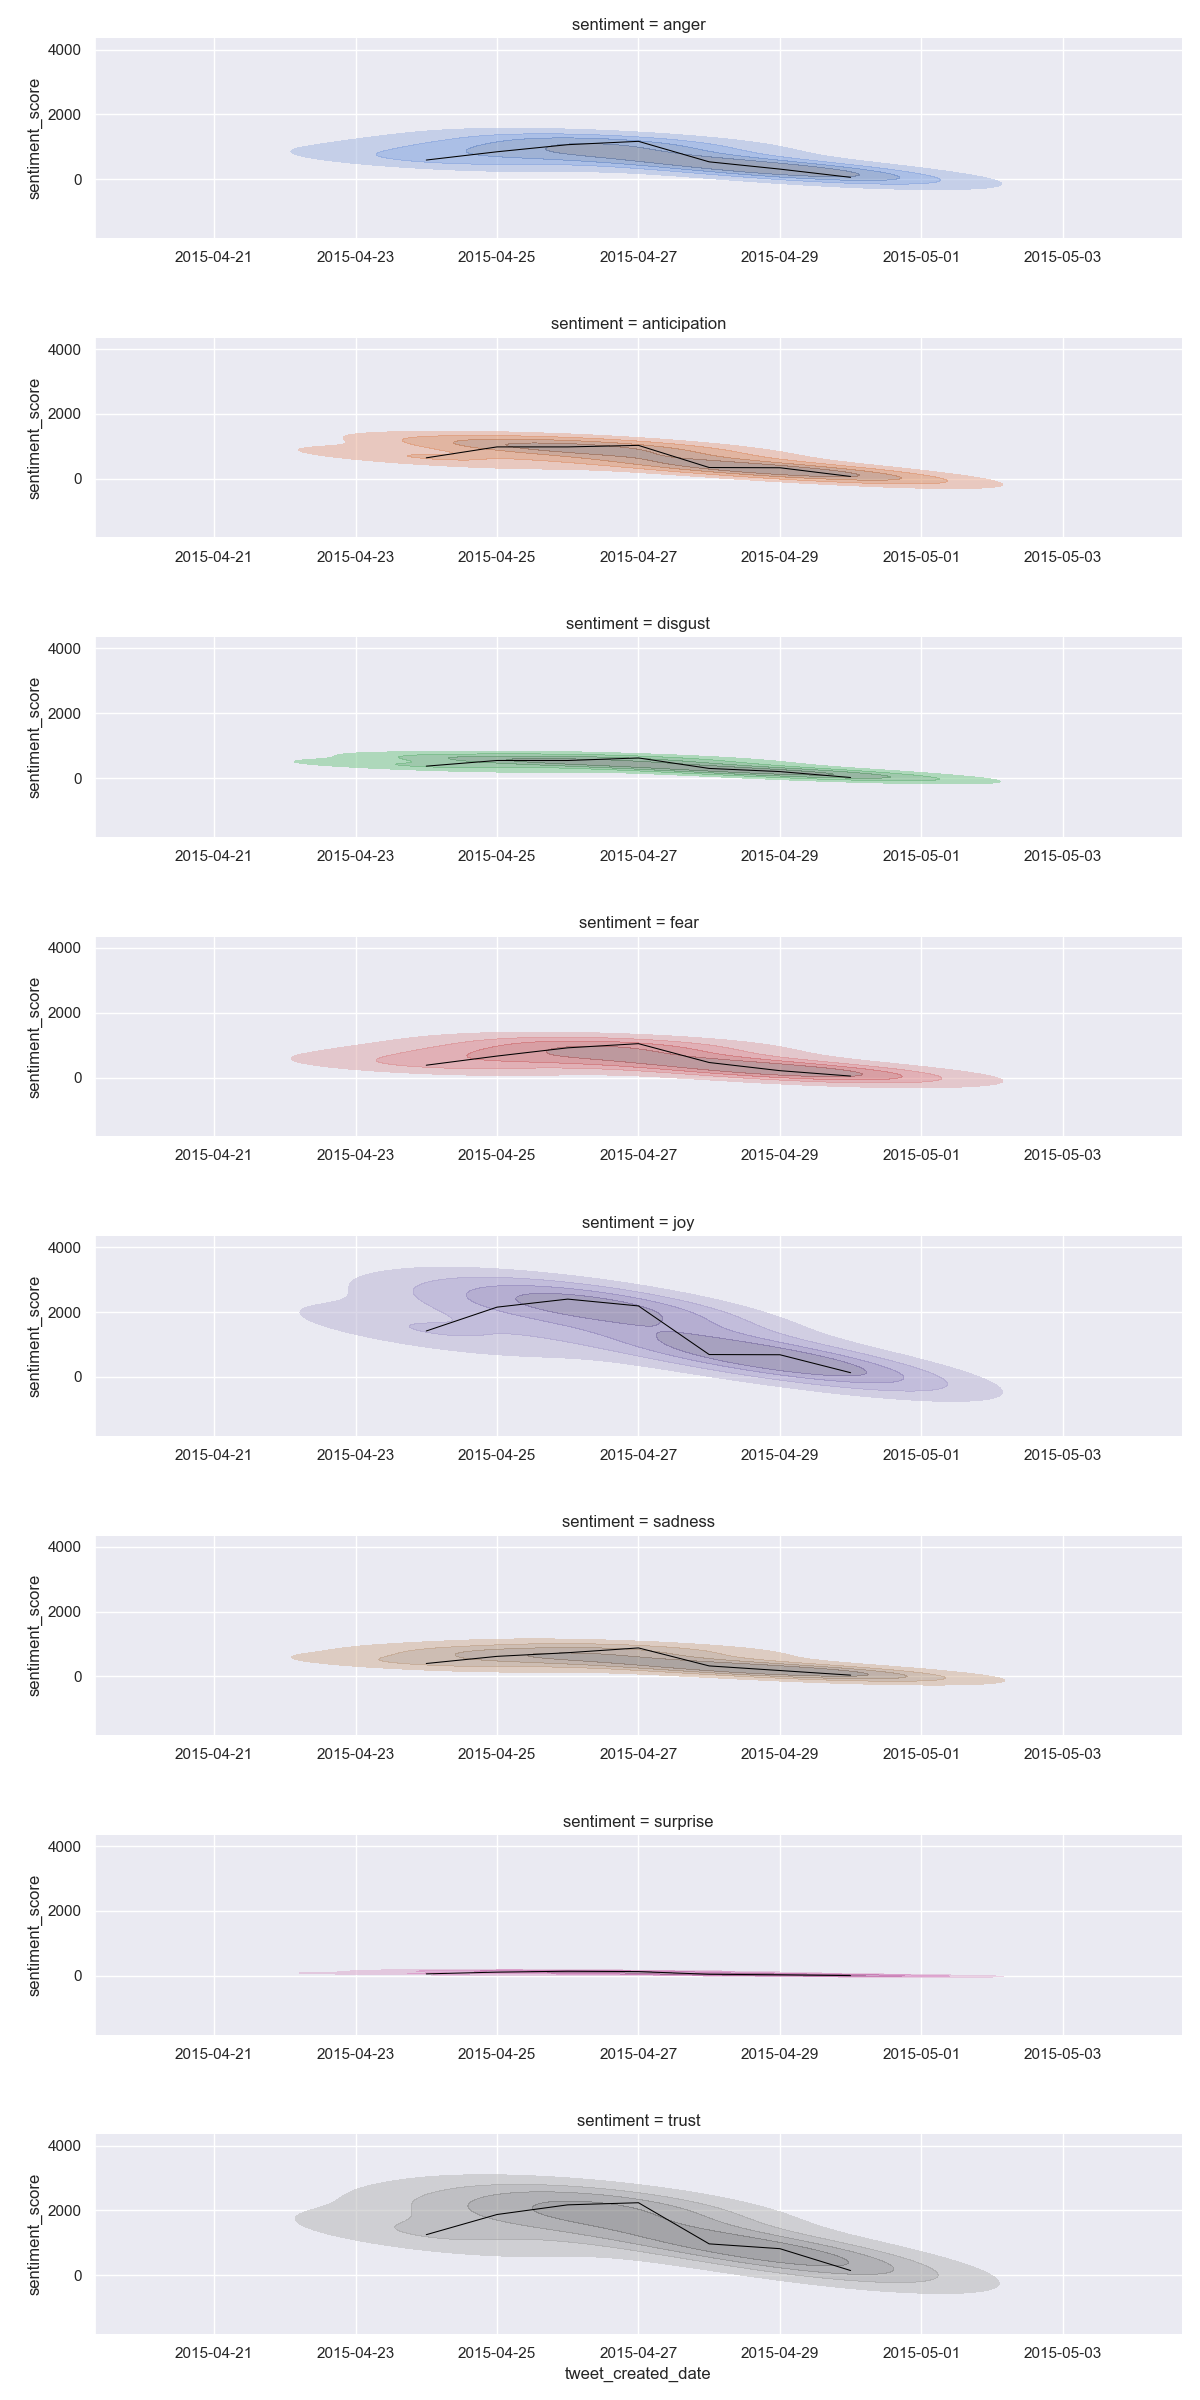 sentiment = anger
4000
2000
0
sentiment_score
2015-04-21 2015-04-23 2015-04-25 2015-04-27 2015-04-29 2015-05-01 2015-05-03
sentiment = anticipation
4000
2000
0
sentiment_score
2015-04-21 2015-04-23 2015-04-25 2015-04-27 2015-04-29 2015-05-01 2015-05-03
sentiment = disgust
4000
2000
0
sentiment_score
2015-04-21 2015-04-23 2015-04-25 2015-04-27 2015-04-29 2015-05-01 2015-05-03
sentiment = fear
4000
2000
0
sentiment_score
2015-04-21 2015-04-23 2015-04-25 2015-04-27 2015-04-29 2015-05-01 2015-05-03
sentiment = joy
4000
2000
0
sentiment_score
2015-04-21 2015-04-23 2015-04-25 2015-04-27 2015-04-29 2015-05-01 2015-05-03
sentiment = sadness
4000
2000
0
sentiment_score
2015-04-21 2015-04-23 2015-04-25 2015-04-27 2015-04-29 2015-05-01 2015-05-03
sentiment = surprise
4000
2000
0
sentiment_score
2015-04-21 2015-04-23 2015-04-25 2015-04-27 2015-04-29 2015-05-01 2015-05-03
sentiment = trust
4000
2000
0
sentiment_score
2015-04-21 2015-04-23 2015-04-25 2015-04-27 2015-04-29 2015-05-01 2015-05-03
tweet_created_date